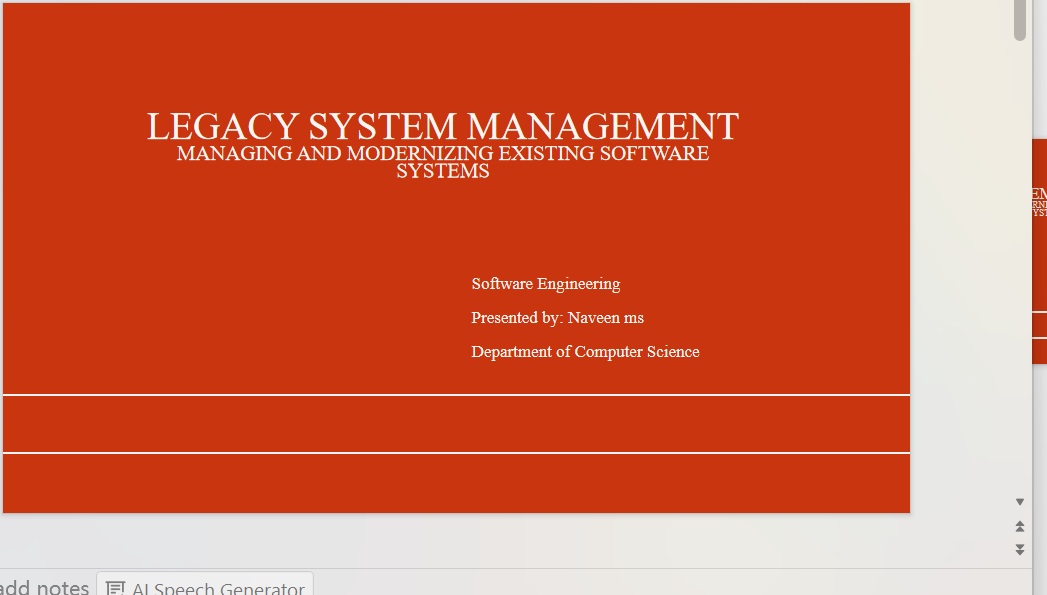 LEGACY SYSTEM MANAGEMENT
MANAGING AND MODERNIZING EXISTING SOFTWARE
SYSTEMS
Software Engineering
Presented by: Naveen ms
Department of Computer Science
add notes
AI Speech Generator